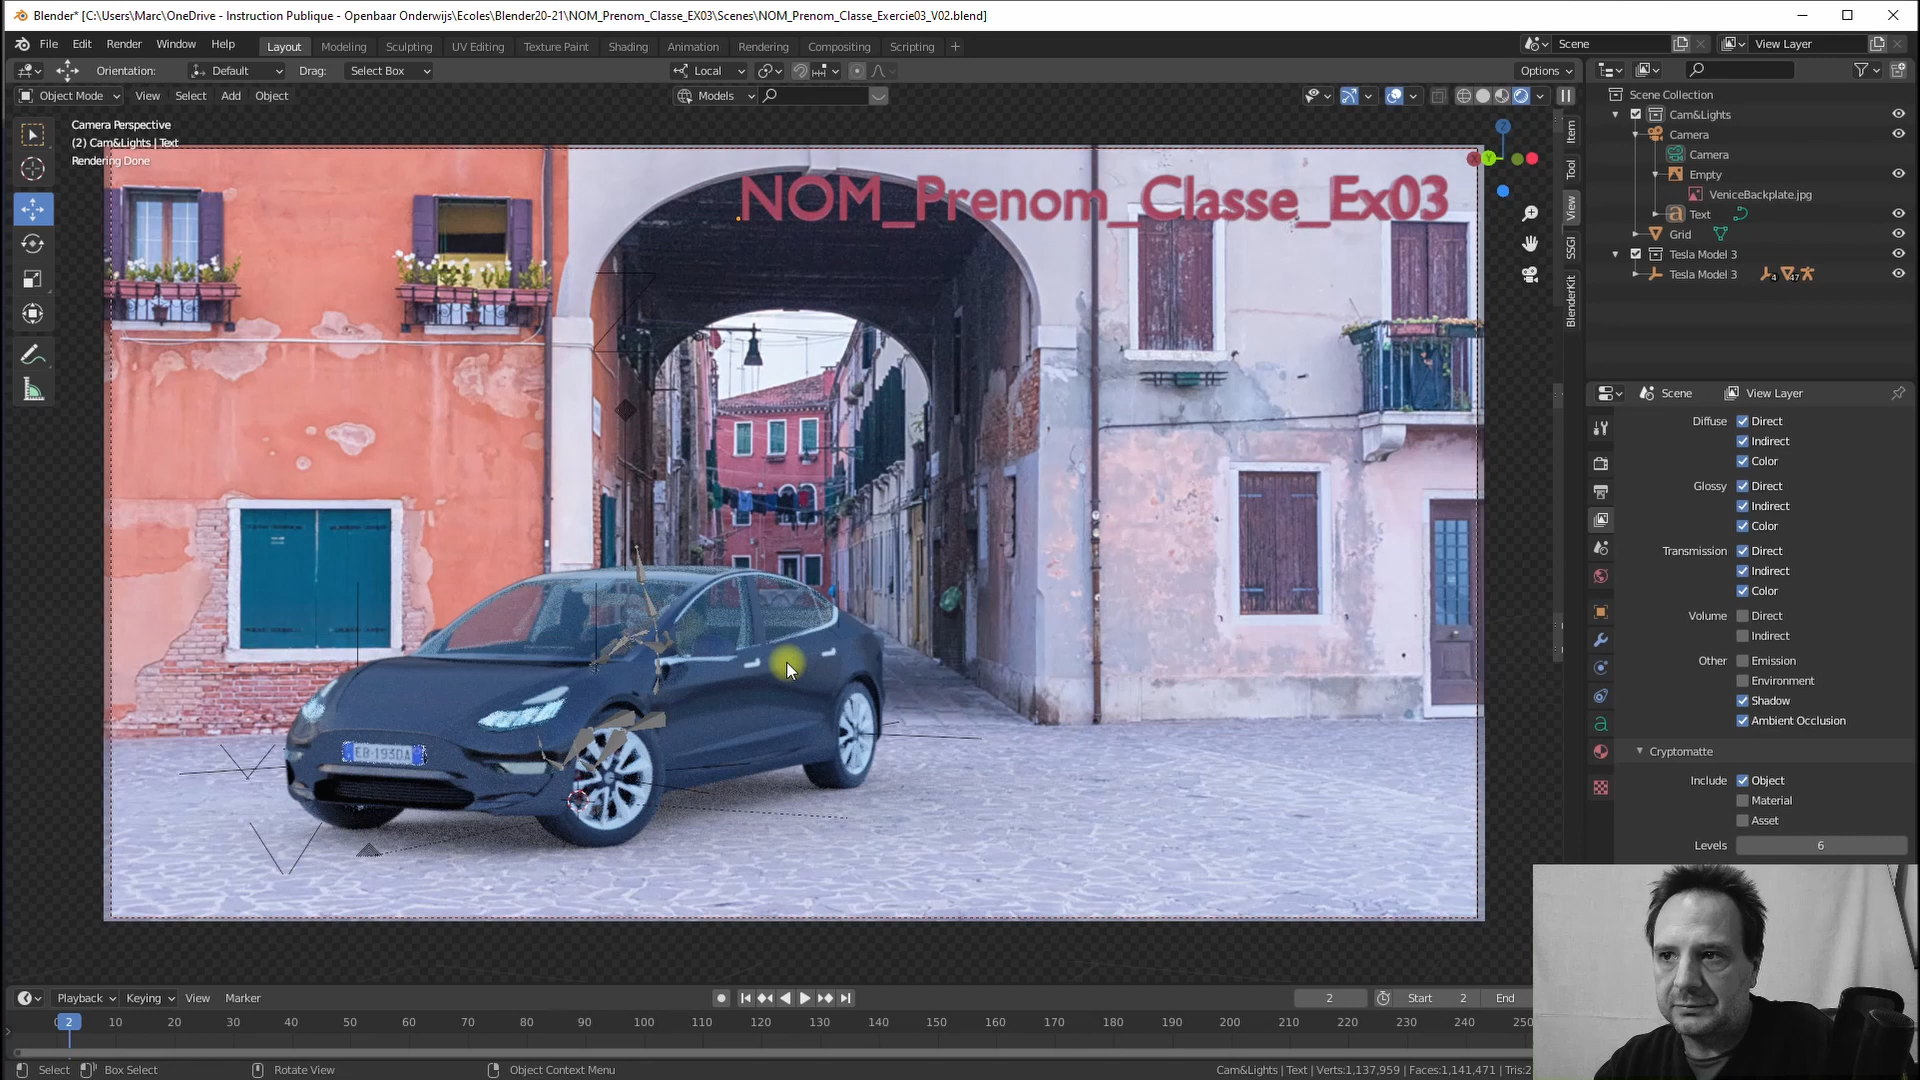 Blender* [C:\Users\Marc\OneDrive - Instruction Publique - Openbaar Onderwijs\Ecoles\Blender20-21\NOM_Prenom_Classe_EX03\Scenes\NOM_Prenom_Classe_Exercie03_V02.blend]
File Edit Render Window Help Layout Modeling Sculpting UV Editing Texture Paint Shading Animation Rendering Compositing Scripting + Scene View Layer
Orientation: Default Drag: Select Box Local Options
Object Mode View Select Add Object Models
Camera Perspective
(2) Cam&Lights | Text
Rendering Done
NOM_Prenom_Classe_Ex03
EB·193DA
Z
Y
Item
Tool
View
SSGI
BlenderKit
Scene Collection
Cam&Lights
Camera
Camera
Empty
VeniceBackplate.jpg
Text
Grid
Tesla Model 3
Tesla Model 3 4 47
Scene View Layer
Diffuse Direct
Indirect
Color
Glossy Direct
Indirect
Color
Transmission Direct
Indirect
Color
Volume Direct
Indirect
Other Emission
Environment
Shadow
Ambient Occlusion
Cryptomatte
Include Object
Material
Asset
Levels 6
Playback Keying View Marker 2 Start 2 End
2 10 20 30 40 50 60 70 80 90 100 110 120 130 140 150 160 170 180 190 200 210 220 230 240 250
Select Box Select Rotate View Object Context Menu Cam&Lights | Text | Verts:1,137,959 | Faces:1,141,471 | Tris:2